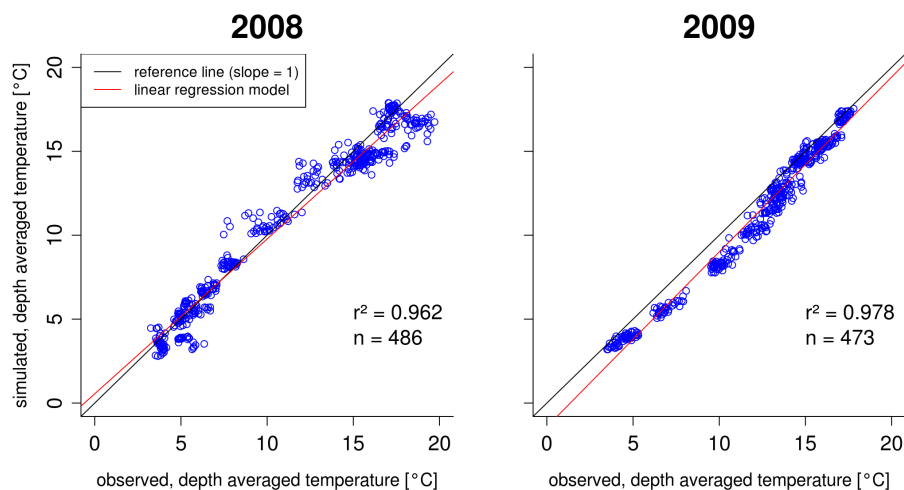 2008
2009
reference line (slope = 1)
linear regression model
simulated, depth averaged temperature [°C]
20
15
10
5
0
r² = 0.962
n = 486
r² = 0.978
n = 473
0 5 10 15 20
0 5 10 15 20
observed, depth averaged temperature [°C]
observed, depth averaged temperature [°C]